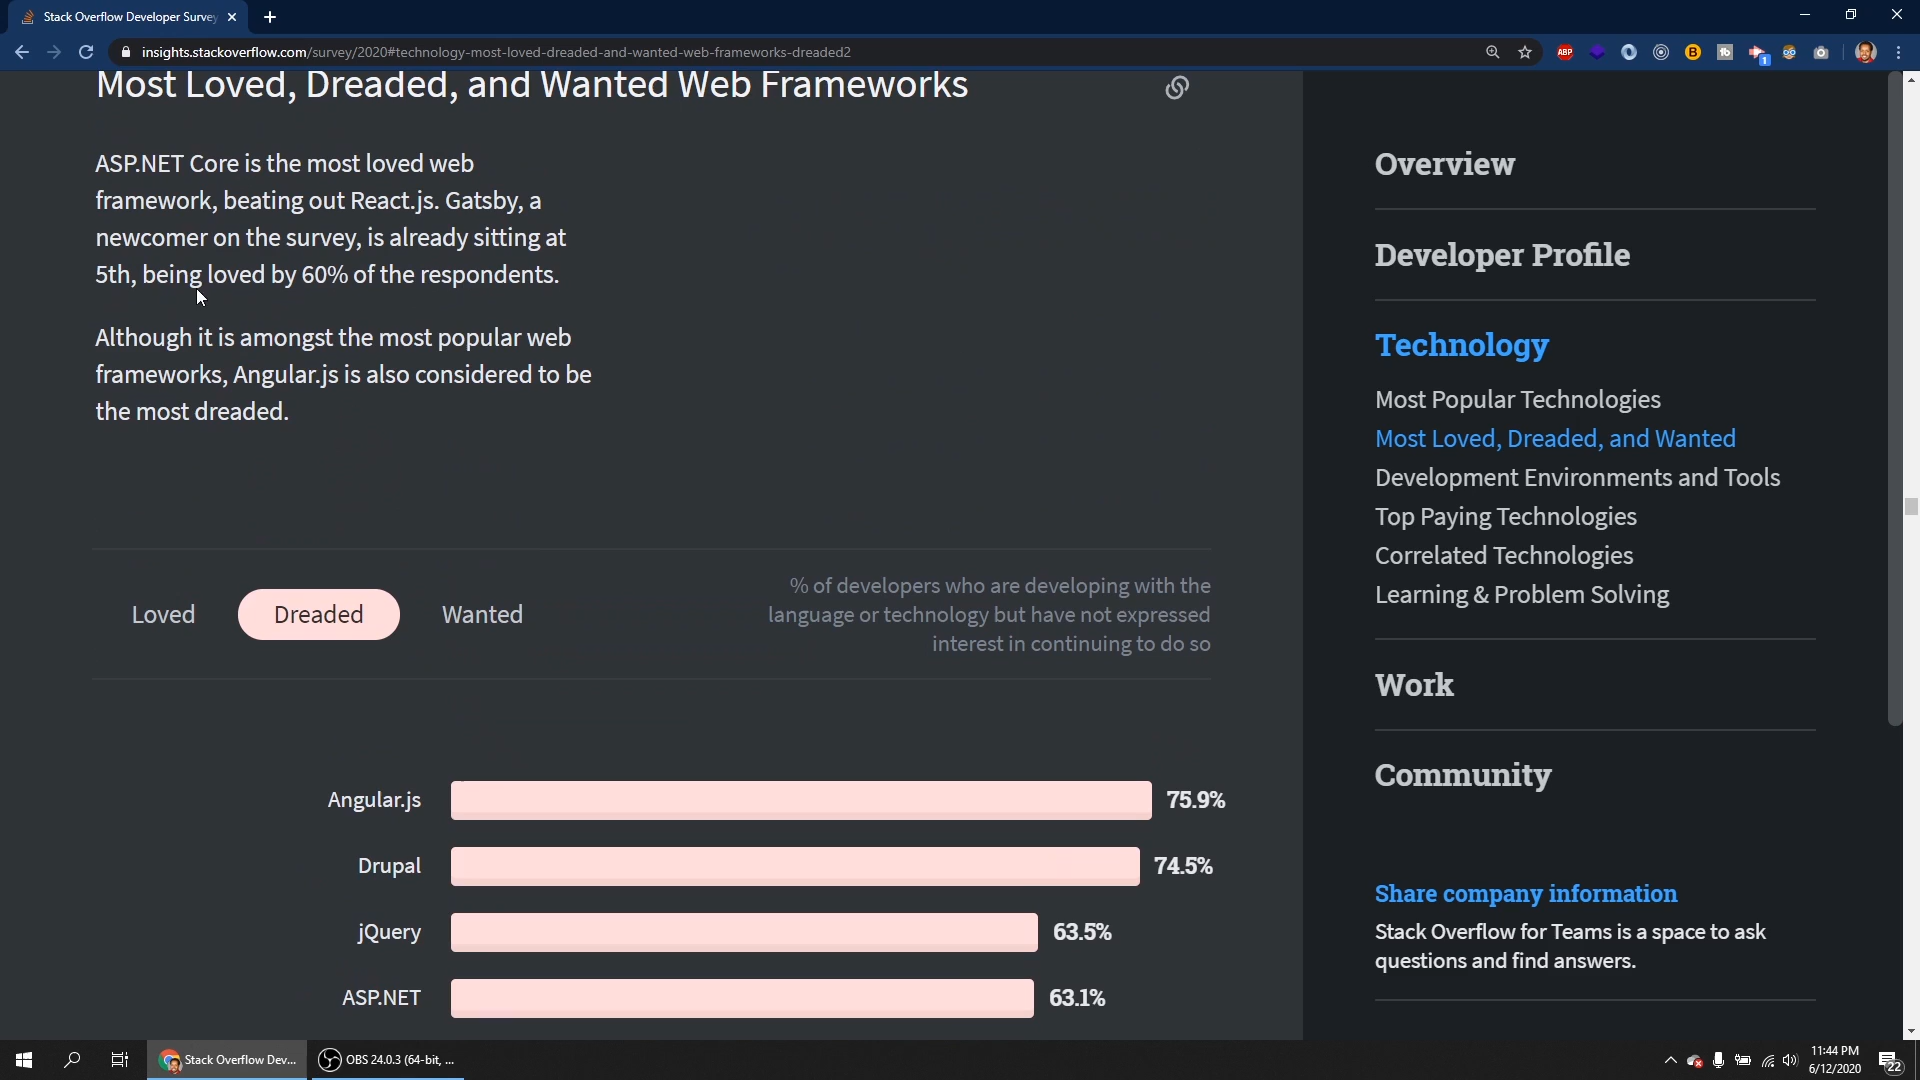 Stack Overflow Developer Survey
insights.stackoverflow.com/survey/2020#technology-most-loved-dreaded-and-wanted-web-frameworks-dreaded2
ABP
B
1
Most Loved, Dreaded, and Wanted Web Frameworks
ASP.NET Core is the most loved web
framework, beating out React.js. Gatsby, a
newcomer on the survey, is already sitting at
5th, being loved by 60% of the respondents.
Although it is amongst the most popular web
frameworks, Angular.js is also considered to be
the most dreaded.
Loved
Dreaded
Wanted
% of developers who are developing with the
language or technology but have not expressed
interest in continuing to do so
Angular.js 75.9%
Drupal 74.5%
jQuery 63.5%
ASP.NET 63.1%
Overview
Developer Profile
Technology
Most Popular Technologies
Most Loved, Dreaded, and Wanted
Development Environments and Tools
Top Paying Technologies
Correlated Technologies
Learning & Problem Solving
Work
Community
Share company information
Stack Overflow for Teams is a space to ask
questions and find answers.
Stack Overflow Dev...
OBS 24.0.3 (64-bit, ...
11:44 PM
6/12/2020
22